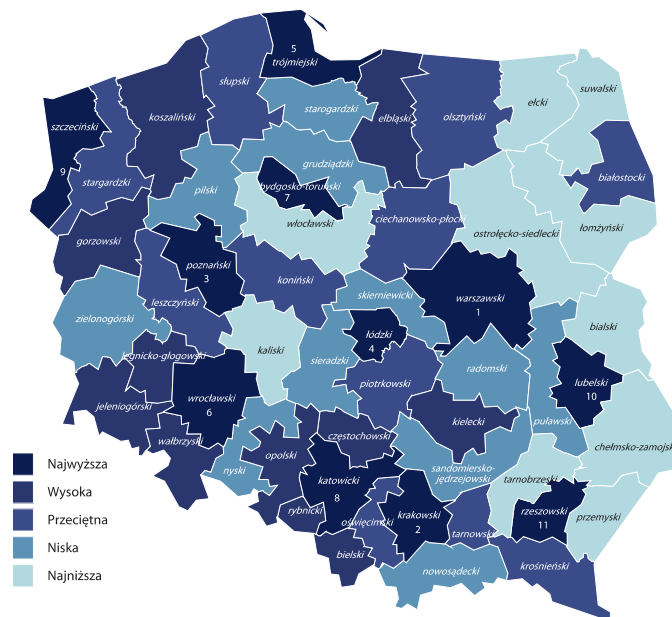 5
trójmiejski
słupski
ełcki
suwalski
koszaliński
starogardzki
elbląski
olsztyński
szczeciński
9
stargardzki
grudziądzki
białostocki
pilski
bydgosko-toruński
7
włocławski
ciechanowsko-płocki
ostrołęcko-siedlecki
łomżyński
gorzowski
poznański
3
koniński
leszczyński
skierniewicki
warszawski
1
zielonogórski
łódzki
4
bialski
legnicko-głogowski
kaliski
sieradzki
radomski
lubelski
10
piotrkowski
jeleniogórski
wrocławski
6
kielecki
puławski
wałbrzyski
częstochowski
chełmsko-zamojski
opolski
nyski
katowicki
8
sandomiersko-
jędrzejowski
tarnobrzeski
rybnicki
oświęcimski
krakowski
2
rzeszowski
11
przemyski
tarnowski
bielski
nowosądecki
krośnieński
Najwyższa
Wysoka
Przeciętna
Niska
Najniższa